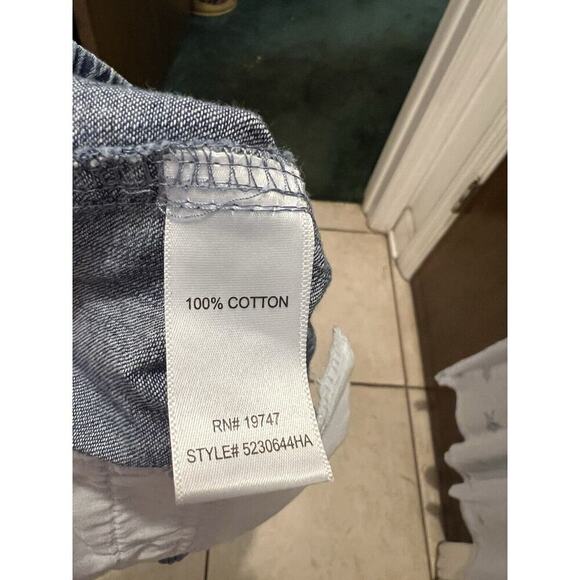 100% COTTON
RN# 19747
STYLE# 5230644HA